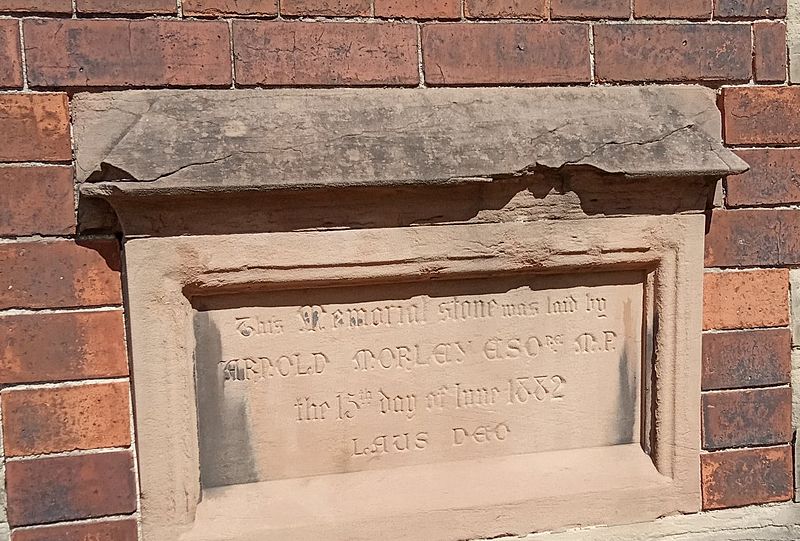 This Memorial stone was laid by
ARNOLD MORLEY ESQRE M.P.
the 15th day of June 1882
LAUS DEO